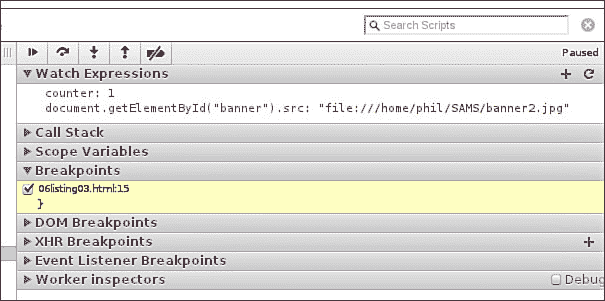 Search Scripts
Paused
Watch Expressions
counter: 1
document.getElementById("banner").src: "file:///home/phil/SAMS/banner2.jpg"
Call Stack
Scope Variables
Breakpoints
06listing03.html:15
}
DOM Breakpoints
XHR Breakpoints
Event Listener Breakpoints
Worker inspectors
Debug